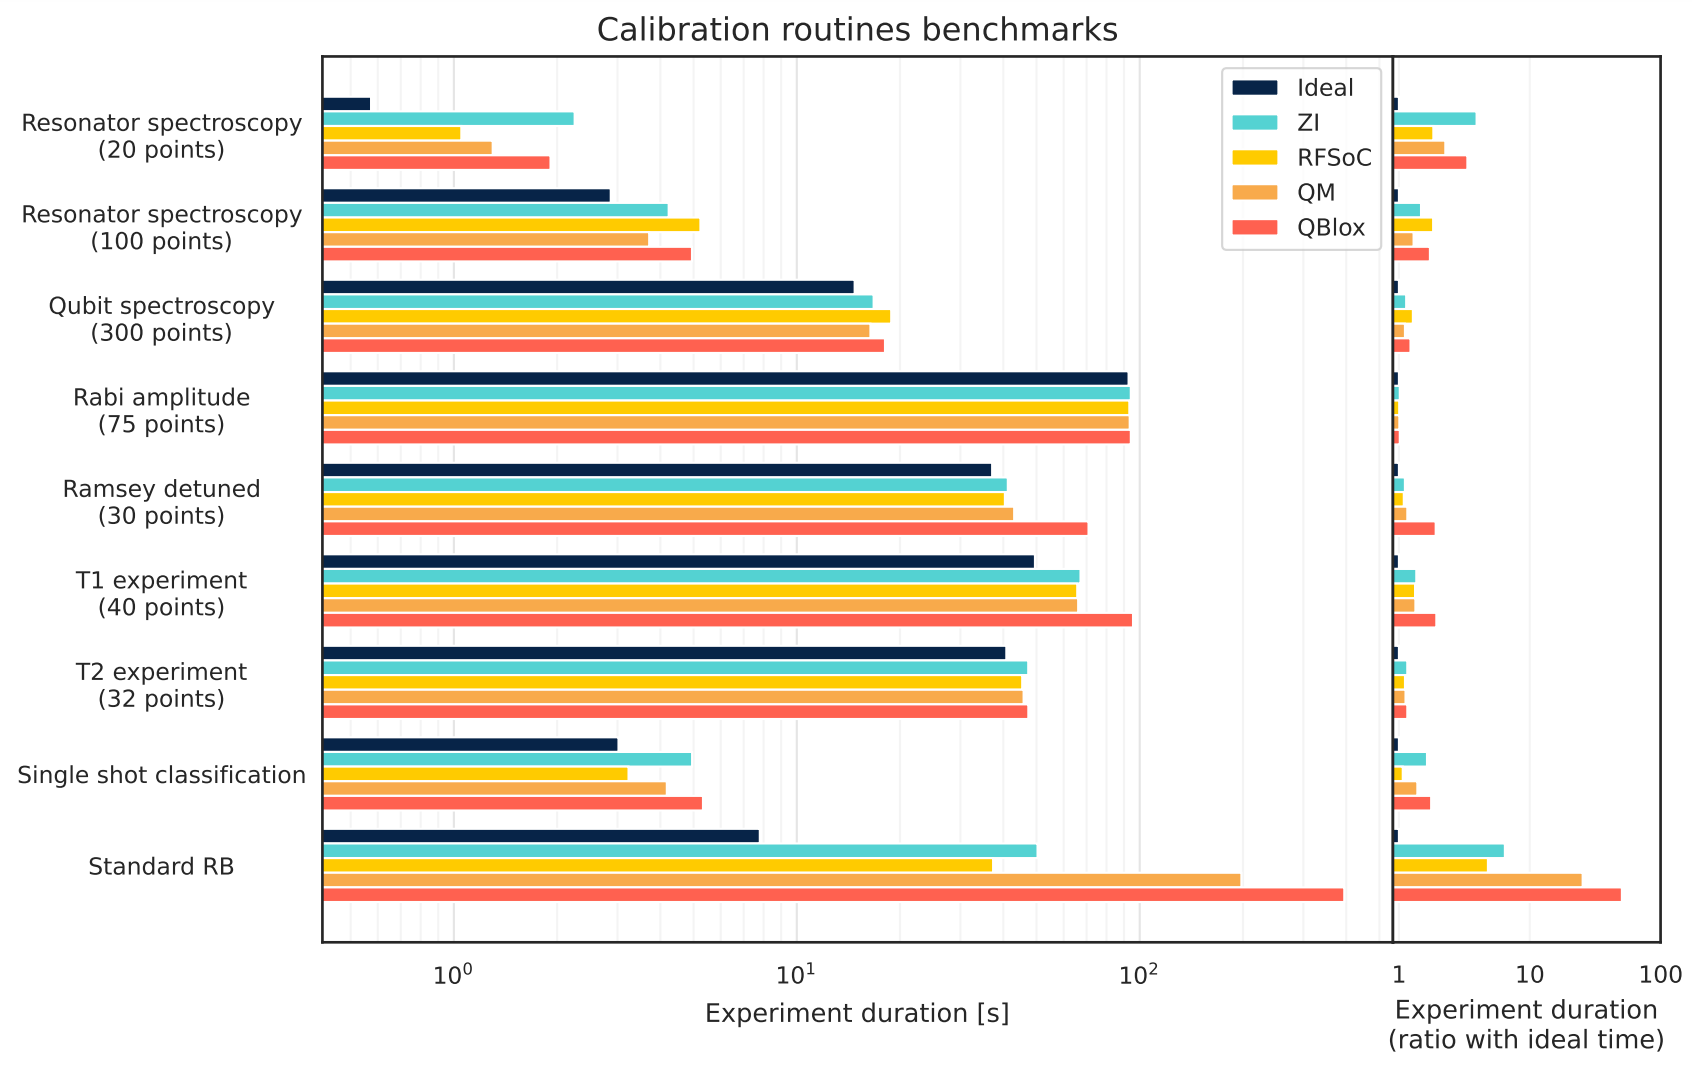 Calibration routines benchmarks
Ideal
ZI
RFSoC
QM
QBlox
Resonator spectroscopy
(20 points)
Resonator spectroscopy
(100 points)
Qubit spectroscopy
(300 points)
Rabi amplitude
(75 points)
Ramsey detuned
(30 points)
T1 experiment
(40 points)
T2 experiment
(32 points)
Single shot classification
Standard RB
10⁰ 10¹ 10² 1 10 100
Experiment duration [s]
Experiment duration
(ratio with ideal time)